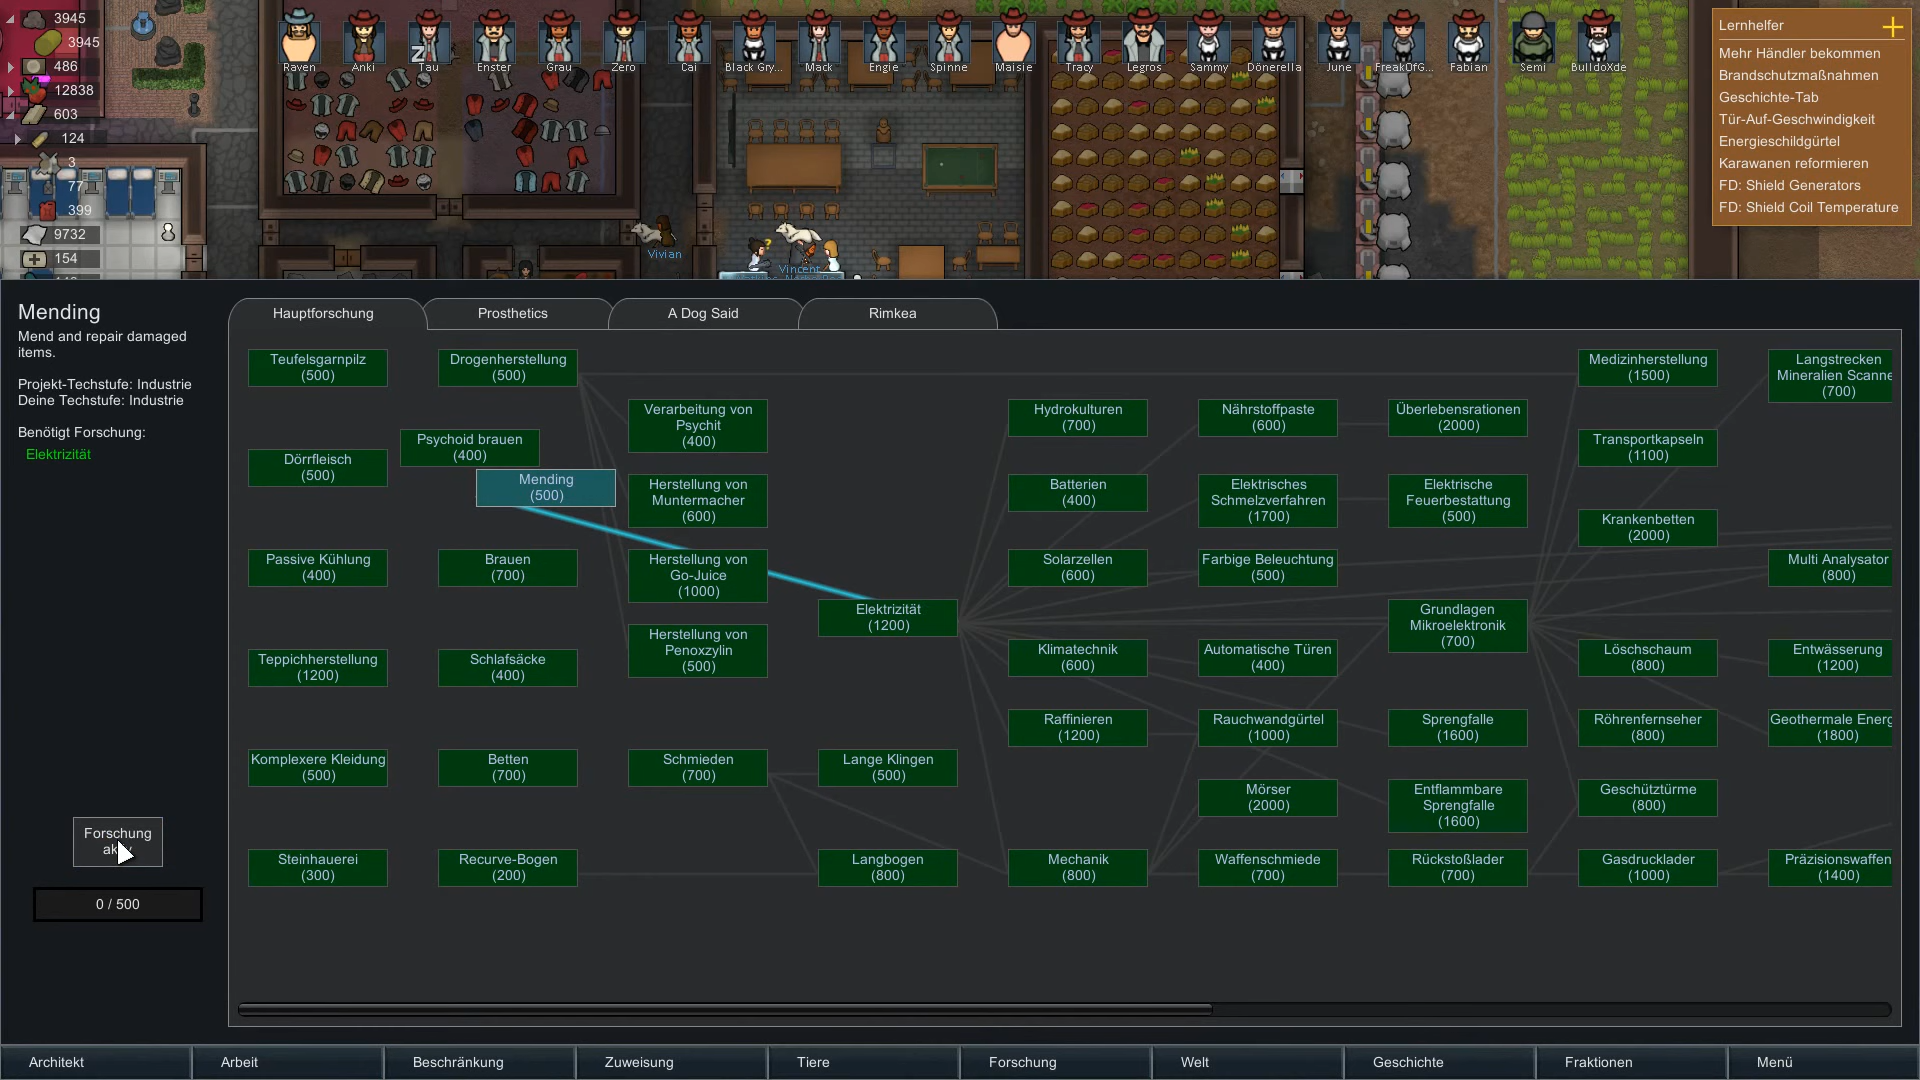 3945
3945
486
12838
603
124
3
77
399
9732
154
Raven
Anki
Z
Tau
Enster
Grau
Zero
Cai
Black Gry...
Mack
Engie
Spinne
Maisie
Tracy
Legros
Sammy
Dönerella
June
FreakOfG...
Fabian
Semi
BulldoXde
Vivian
Vincent
Lernhelfer
Mehr Händler bekommen
Brandschutzmaßnahmen
Geschichte-Tab
Tür-Auf-Geschwindigkeit
Energieschildgürtel
Karawanen reformieren
FD: Shield Generators
FD: Shield Coil Temperature
Mending
Mend and repair damaged
items.
Projekt-Techstufe: Industrie
Deine Techstufe: Industrie
Benötigt Forschung:
Elektrizität
Forschung
0 / 500
Hauptforschung
Prosthetics
A Dog Said
Rimkea
Teufelsgarnpilz
(500)
Drogenherstellung
(500)
Medizinherstellung
(1500)
Langstrecken
Mineralien Scanne
(700)
Verarbeitung von
Psychit
(400)
Hydrokulturen
(700)
Nährstoffpaste
(600)
Überlebensrationen
(2000)
Psychoid brauen
(400)
Transportkapseln
(1100)
Dörrfleisch
(500)
Mending
(500)
Herstellung von
Muntermacher
(600)
Batterien
(400)
Elektrisches
Schmelzverfahren
(1700)
Elektrische
Feuerbestattung
(500)
Krankenbetten
(2000)
Passive Kühlung
(400)
Brauen
(700)
Herstellung von
Go-Juice
(1000)
Solarzellen
(600)
Farbige Beleuchtung
(500)
Multi Analysator
(800)
Elektrizität
(1200)
Grundlagen
Mikroelektronik
(700)
Teppichherstellung
(1200)
Schlafsäcke
(400)
Herstellung von
Penoxzylin
(500)
Klimatechnik
(600)
Automatische Türen
(400)
Löschschaum
(800)
Entwässerung
(1200)
Raffinieren
(1200)
Rauchwandgürtel
(1000)
Sprengfalle
(1600)
Röhrenfernseher
(800)
Geothermale Energ
(1800)
Komplexere Kleidung
(500)
Betten
(700)
Schmieden
(700)
Lange Klingen
(500)
Mörser
(2000)
Entflammbare
Sprengfalle
(1600)
Geschütztürme
(800)
Steinhauerei
(300)
Recurve-Bogen
(200)
Langbogen
(800)
Mechanik
(800)
Waffenschmiede
(700)
Rückstoßlader
(700)
Gasdrucklader
(1000)
Präzisionswaffen
(1400)
Architekt
Arbeit
Beschränkung
Zuweisung
Tiere
Forschung
Welt
Geschichte
Fraktionen
Menü